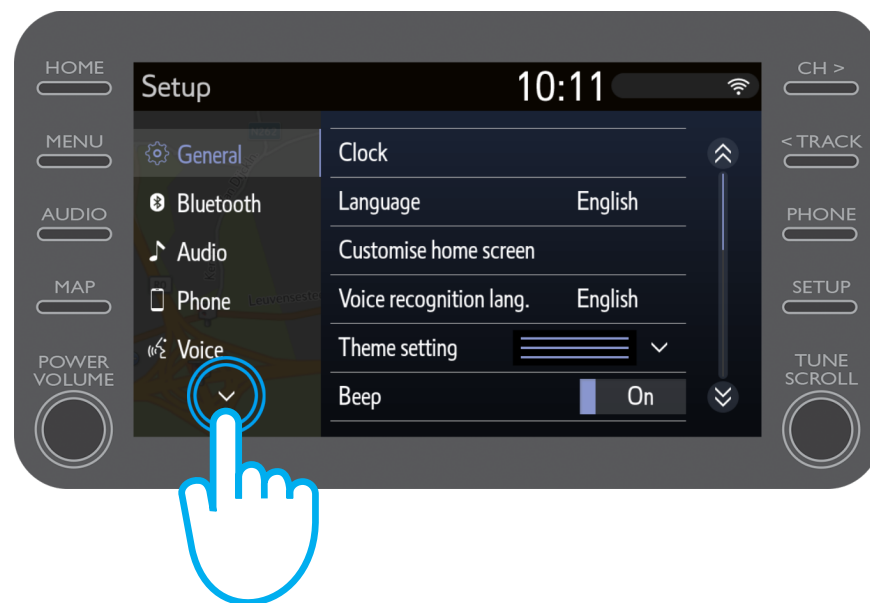 HOME
MENU
AUDIO
MAP
POWER
VOLUME
Setup
10:11
General
Bluetooth
Audio
Phone
Voice
Clock
Language English
Customise home screen
Voice recognition lang. English
Theme setting
Beep On
CH >
< TRACK
PHONE
SETUP
TUNE
SCROLL